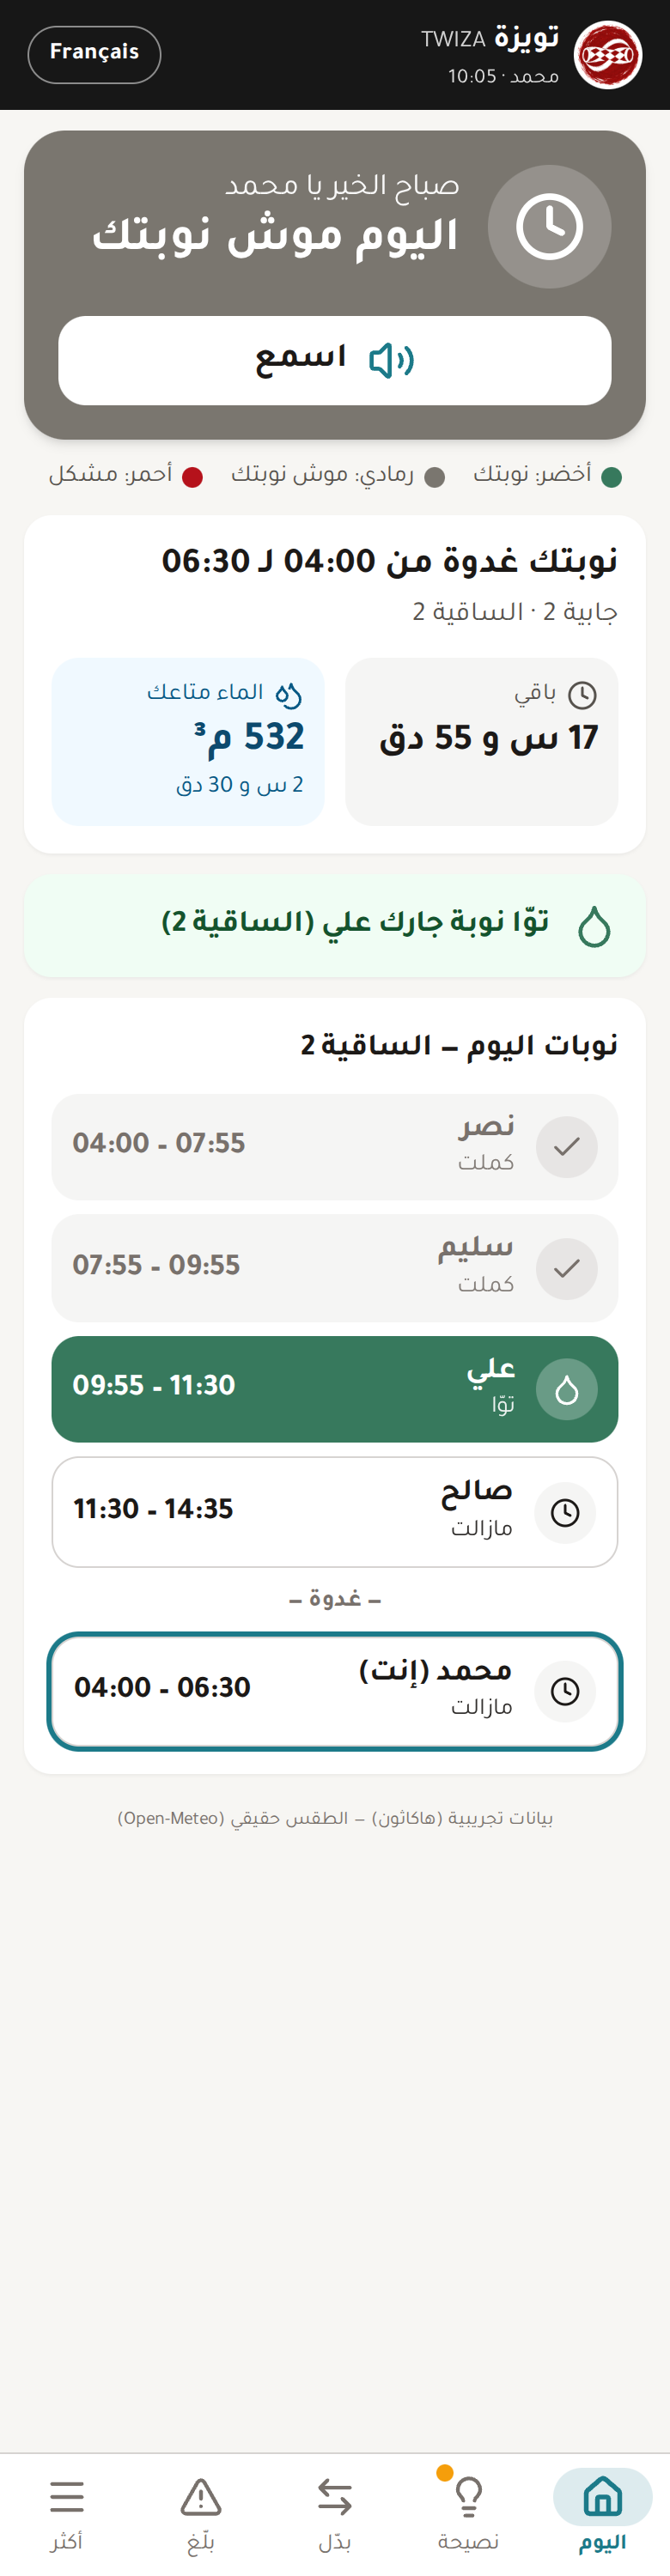 تويزة TWIZA
محمد · 10:05
Français
صباح الخير يا محمد
اليوم موش نوبتك
اسمع
أخضر: نوبتك
رمادي: موش نوبتك
أحمر: مشكل
نوبتك غدوة من 04:00 لـ 06:30
جابية 2 · الساقية 2
باقي
17 س و 55 دق
الماء متاعك
532 م³
2 س و 30 دق
توّا نوبة جارك علي (الساقية 2)
نوبات اليوم – الساقية 2
نصر
كملت
04:00 - 07:55
سليم
كملت
07:55 - 09:55
علي
توّا
09:55 - 11:30
صالح
مازالت
11:30 - 14:35
– غدوة –
محمد (إنت)
مازالت
04:00 - 06:30
بيانات تجريبية (هاكاثون) – الطقس حقيقي (Open-Meteo)
اليوم
نصيحة
بدّل
بلّغ
أكثر